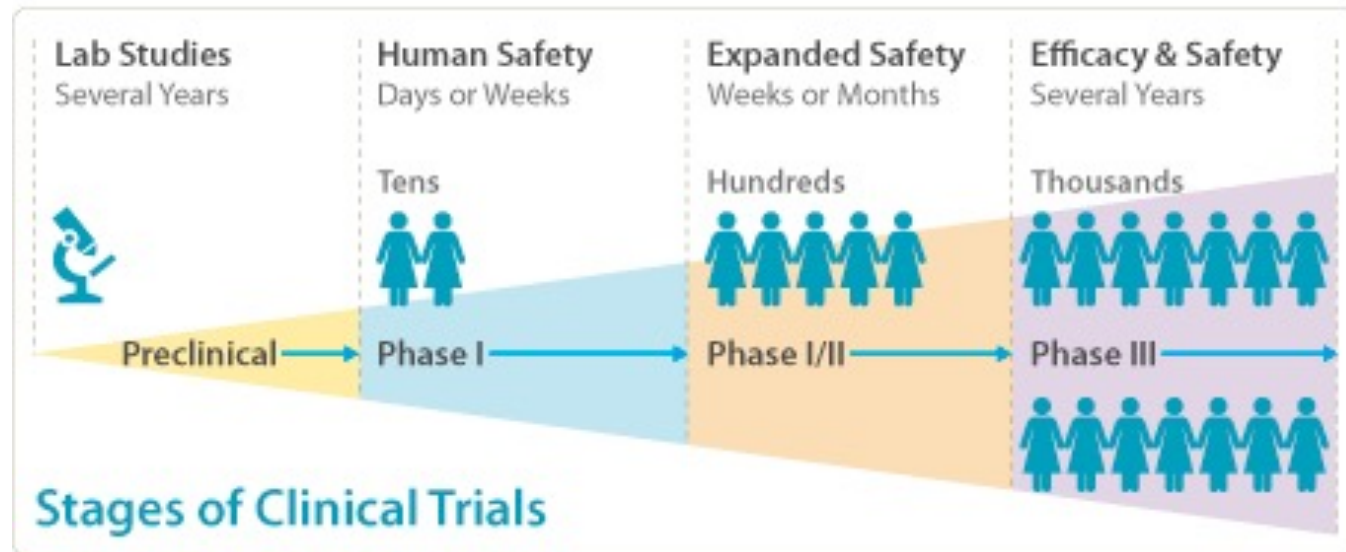 Lab Studies
Several Years
Human Safety
Days or Weeks
Expanded Safety
Weeks or Months
Efficacy & Safety
Several Years
Tens
Hundreds
Thousands
Preclinical
Phase I
Phase I/II
Phase III
Stages of Clinical Trials